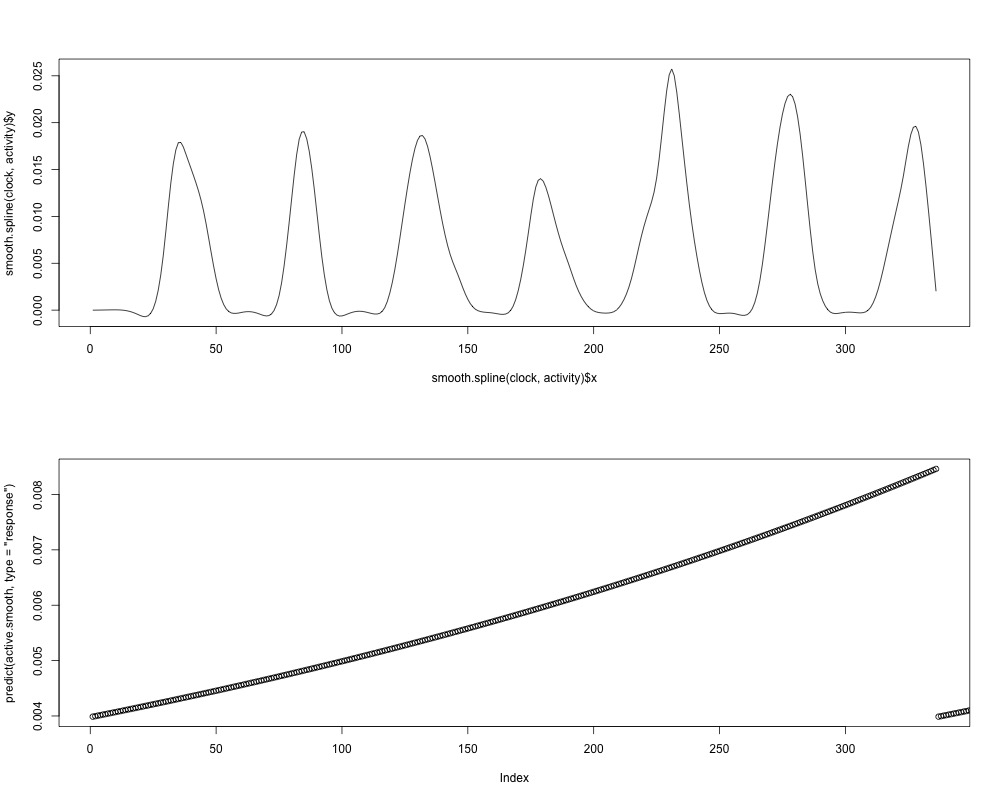 smooth.spline(clock, activity)$y
0.025
0.020
0.015
0.010
0.005
0.000
0 50 100 150 200 250 300
smooth.spline(clock, activity)$x
predict(active.smooth, type = "response")
0.008
0.007
0.006
0.005
0.004
0 50 100 150 200 250 300
Index